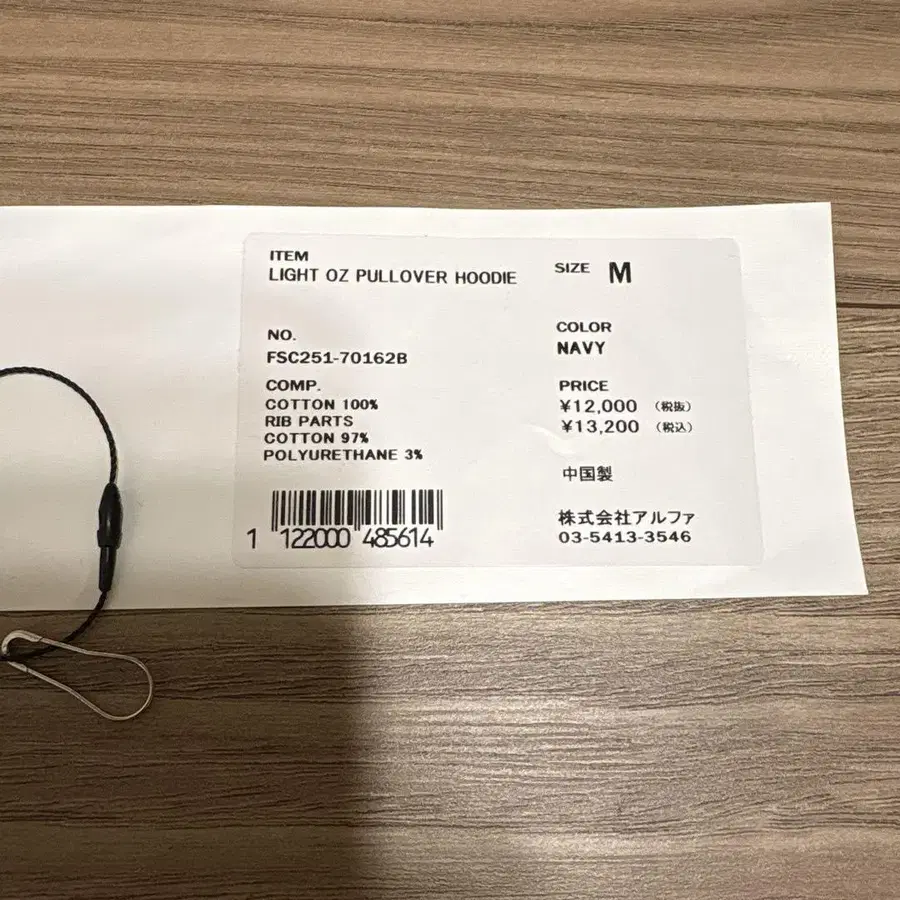 ITEM
LIGHT OZ PULLOVER HOODIE
SIZE M
NO.
FSC251-70162B
COLOR
NAVY
COMP.
COTTON 100%
RIB PARTS
COTTON 97%
POLYURETHANE 3%
PRICE
¥12,000 (税抜)
¥13,200 (税込)
中国製
1 122000 485614
株式会社アルファ
03-5413-3546